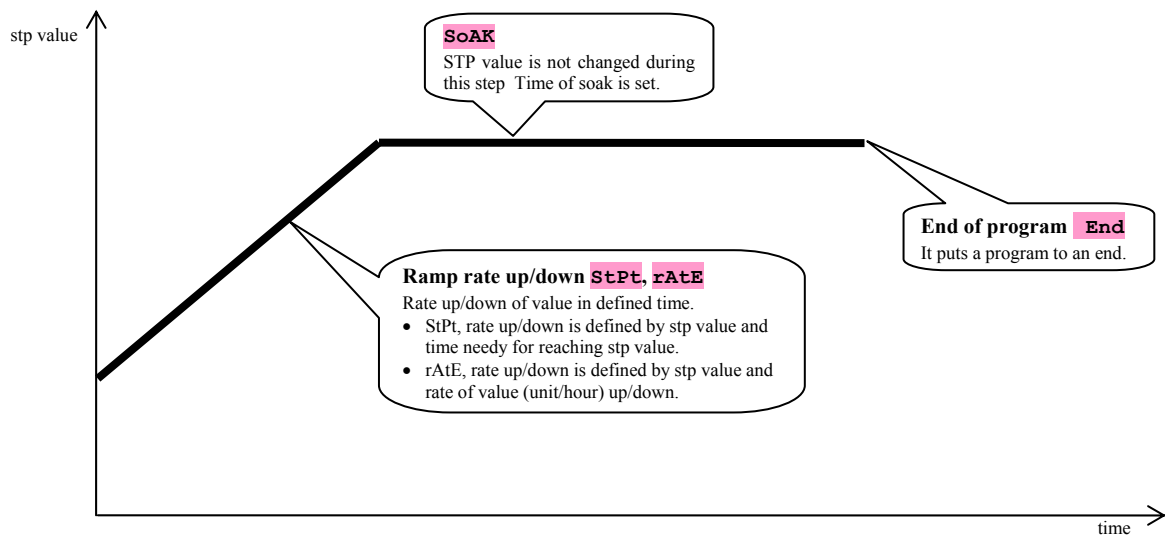 stp value
SoAK
STP value is not changed during
this step Time of soak is set.
End of program End
It puts a program to an end.
Ramp rate up/down StPt, rAtE
Rate up/down of value in defined time.
• StPt, rate up/down is defined by stp value and
time needy for reaching stp value.
• rAtE, rate up/down is defined by stp value and
rate of value (unit/hour) up/down.
time